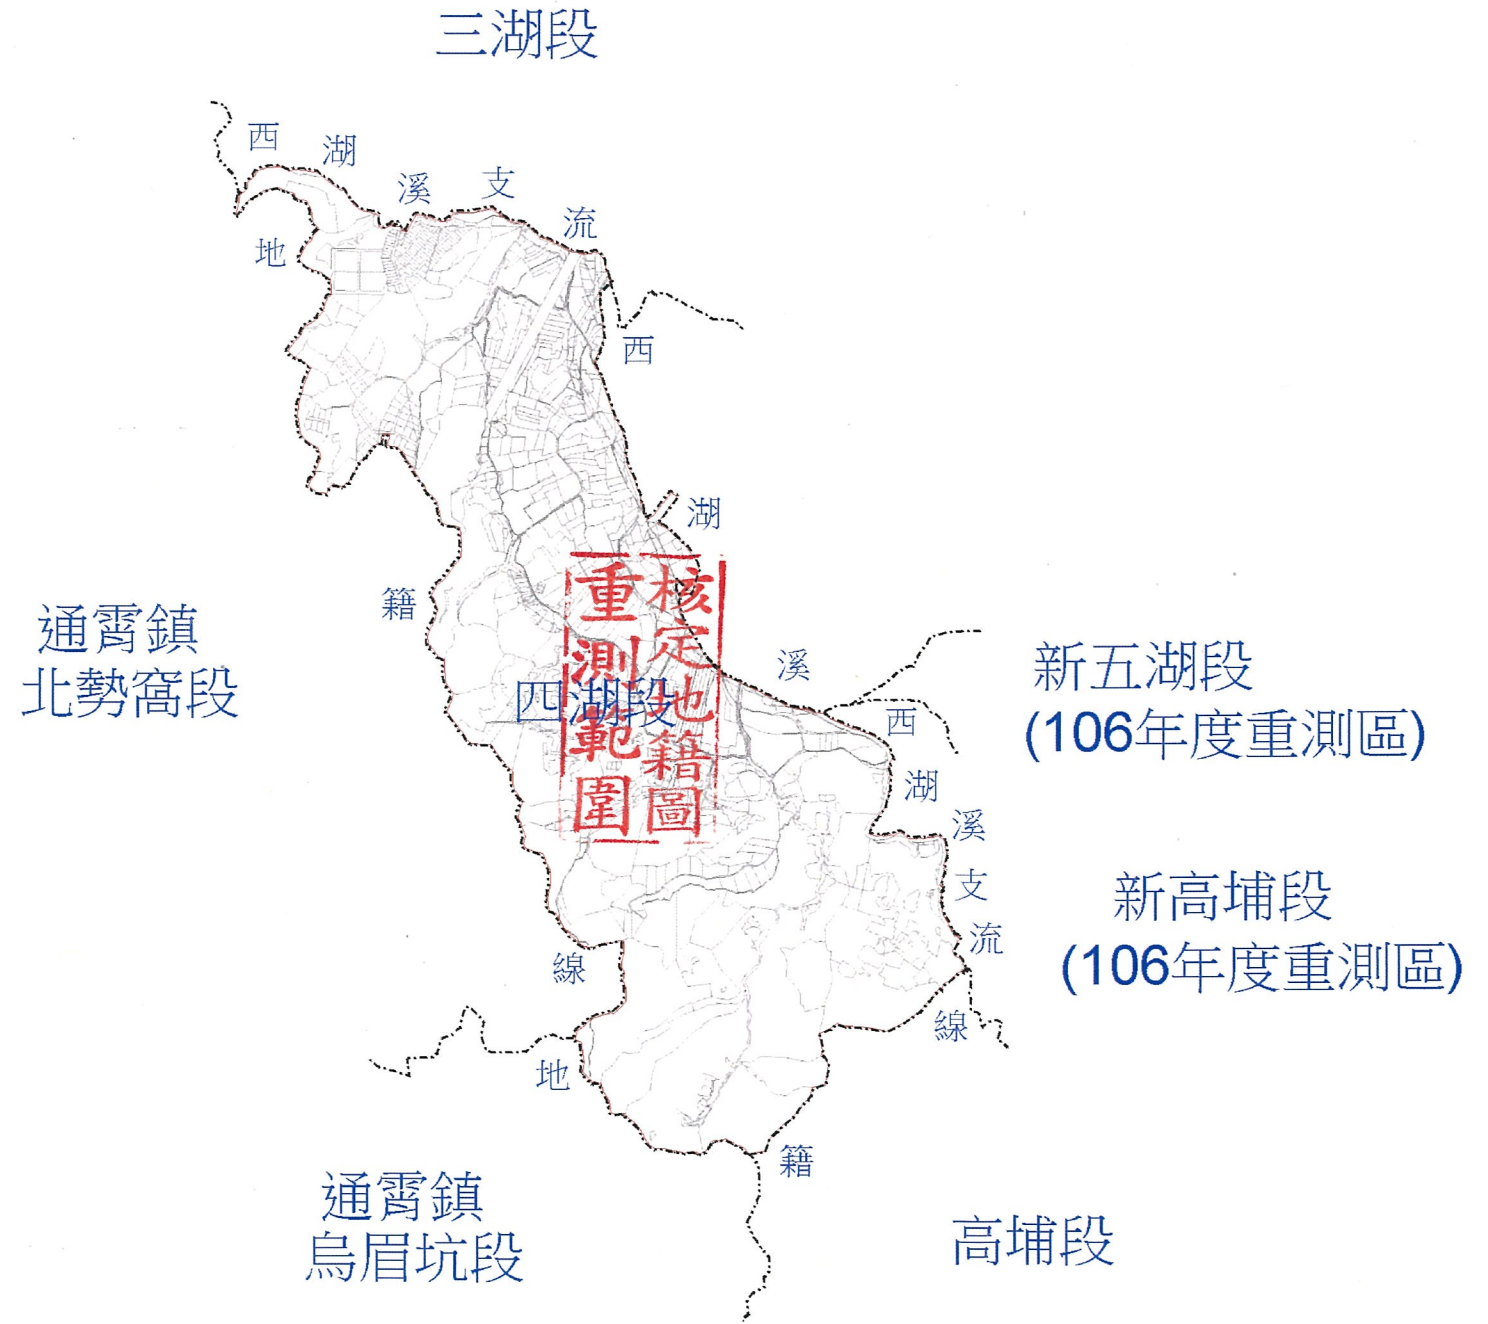 三湖段
西湖溪支流
地籍線
西湖溪
通霄鎮
北勢窩段
四湖段
核定地籍圖
重測範圍
新五湖段
(106年度重測區)
西湖溪支流
新高埔段
(106年度重測區)
地籍線
通霄鎮
烏眉坑段
高埔段